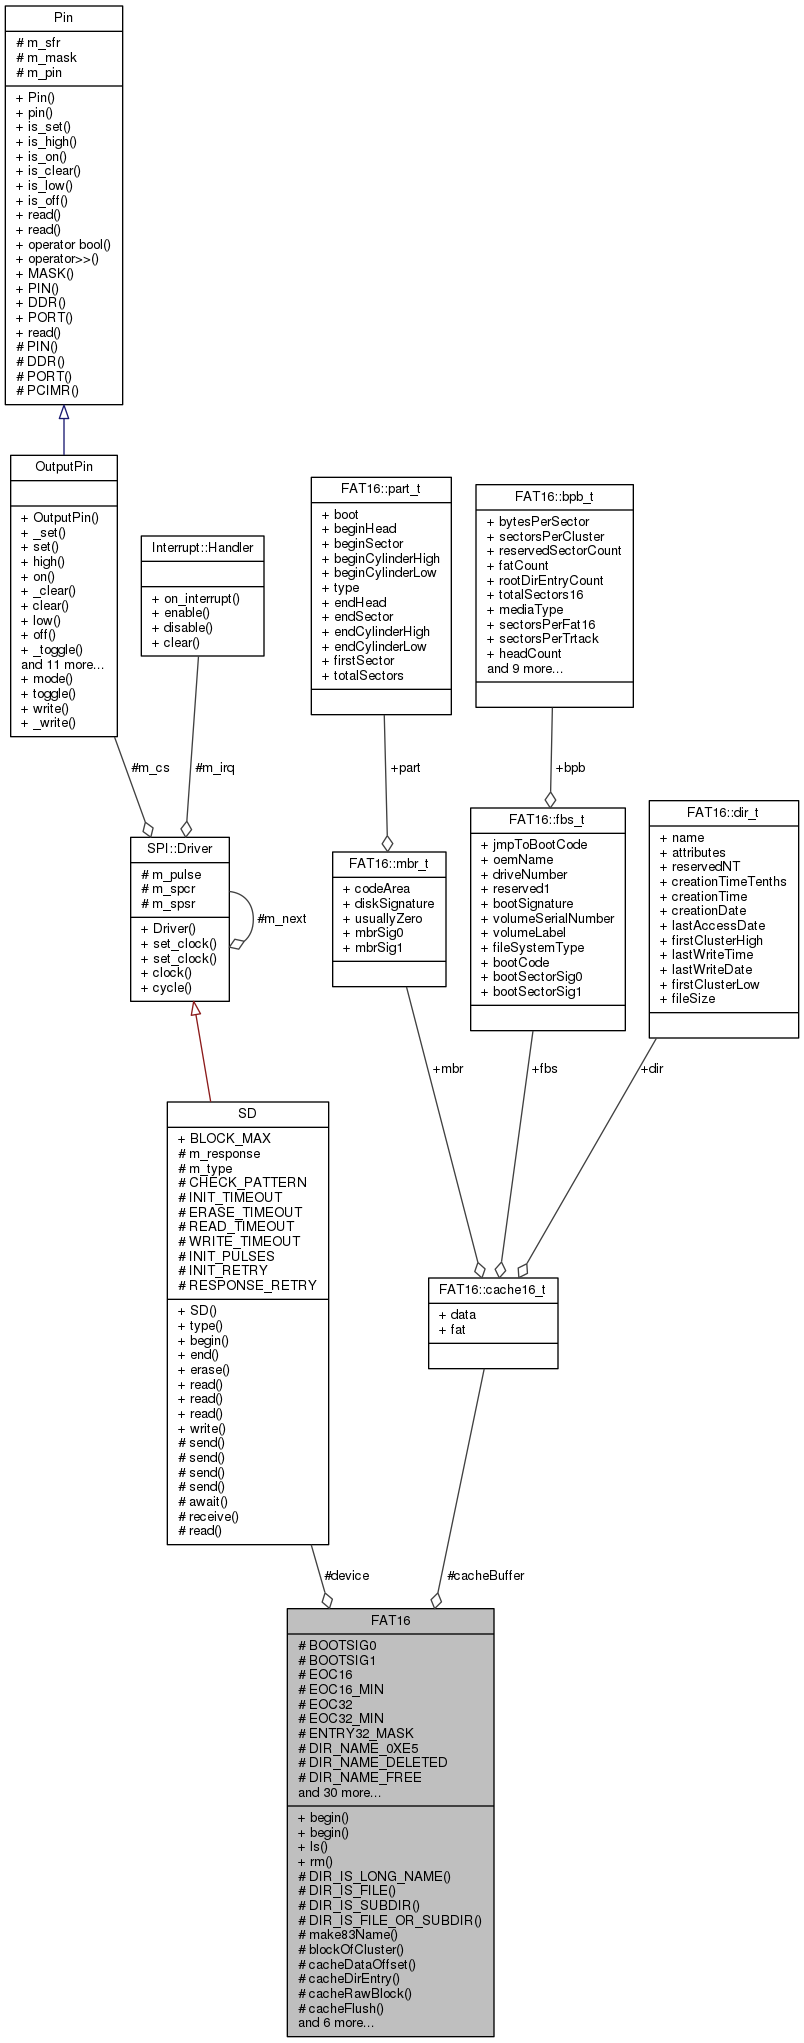 Pin
# m_sfr
# m_mask
# m_pin
+ Pin()
+ pin()
+ is_set()
+ is_high()
+ is_on()
+ is_clear()
+ is_low()
+ is_off()
+ read()
+ read()
+ operator bool()
+ operator>>()
+ MASK()
+ PIN()
+ DDR()
+ PORT()
+ read()
# PIN()
# DDR()
# PORT()
# PCIMR()
OutputPin
+ OutputPin()
+ _set()
+ set()
+ high()
+ on()
+ _clear()
+ clear()
+ low()
+ off()
+ _toggle()
and 11 more...
+ mode()
+ toggle()
+ write()
+ _write()
Interrupt::Handler
+ on_interrupt()
+ enable()
+ disable()
+ clear()
FAT16::part_t
+ boot
+ beginHead
+ beginSector
+ beginCylinderHigh
+ beginCylinderLow
+ type
+ endHead
+ endSector
+ endCylinderHigh
+ endCylinderLow
+ firstSector
+ totalSectors
FAT16::bpb_t
+ bytesPerSector
+ sectorsPerCluster
+ reservedSectorCount
+ fatCount
+ rootDirEntryCount
+ totalSectors16
+ mediaType
+ sectorsPerFat16
+ sectorsPerTrtack
+ headCount
and 9 more...
#m_cs
#m_irq
+part
+bpb
SPI::Driver
# m_pulse
# m_spcr
# m_spsr
+ Driver()
+ set_clock()
+ set_clock()
+ clock()
+ cycle()
#m_next
FAT16::mbr_t
+ codeArea
+ diskSignature
+ usuallyZero
+ mbrSig0
+ mbrSig1
FAT16::fbs_t
+ jmpToBootCode
+ oemName
+ driveNumber
+ reserved1
+ bootSignature
+ volumeSerialNumber
+ volumeLabel
+ fileSystemType
+ bootCode
+ bootSectorSig0
+ bootSectorSig1
FAT16::dir_t
+ name
+ attributes
+ reservedNT
+ creationTimeTenths
+ creationTime
+ creationDate
+ lastAccessDate
+ firstClusterHigh
+ lastWriteTime
+ lastWriteDate
+ firstClusterLow
+ fileSize
+mbr
+fbs
+dir
SD
+ BLOCK_MAX
# m_response
# m_type
# CHECK_PATTERN
# INIT_TIMEOUT
# ERASE_TIMEOUT
# READ_TIMEOUT
# WRITE_TIMEOUT
# INIT_PULSES
# INIT_RETRY
# RESPONSE_RETRY
+ SD()
+ type()
+ begin()
+ end()
+ erase()
+ read()
+ read()
+ read()
+ write()
# send()
# send()
# send()
# send()
# await()
# receive()
# read()
FAT16::cache16_t
+ data
+ fat
#device
#cacheBuffer
FAT16
# BOOTSIG0
# BOOTSIG1
# EOC16
# EOC16_MIN
# EOC32
# EOC32_MIN
# ENTRY32_MASK
# DIR_NAME_0XE5
# DIR_NAME_DELETED
# DIR_NAME_FREE
and 30 more...
+ begin()
+ begin()
+ ls()
+ rm()
# DIR_IS_LONG_NAME()
# DIR_IS_FILE()
# DIR_IS_SUBDIR()
# DIR_IS_FILE_OR_SUBDIR()
# make83Name()
# blockOfCluster()
# cacheDataOffset()
# cacheDirEntry()
# cacheRawBlock()
# cacheFlush()
and 6 more...